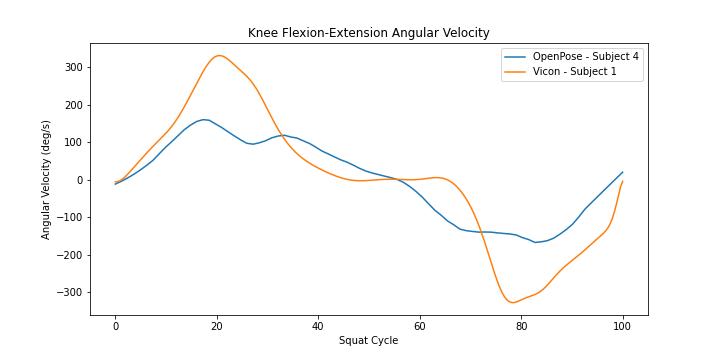 Knee Flexion-Extension Angular Velocity
OpenPose - Subject 4
Vicon - Subject 1
Angular Velocity (deg/s)
300
200
100
0
−100
−200
−300
0 20 40 60 80 100
Squat Cycle